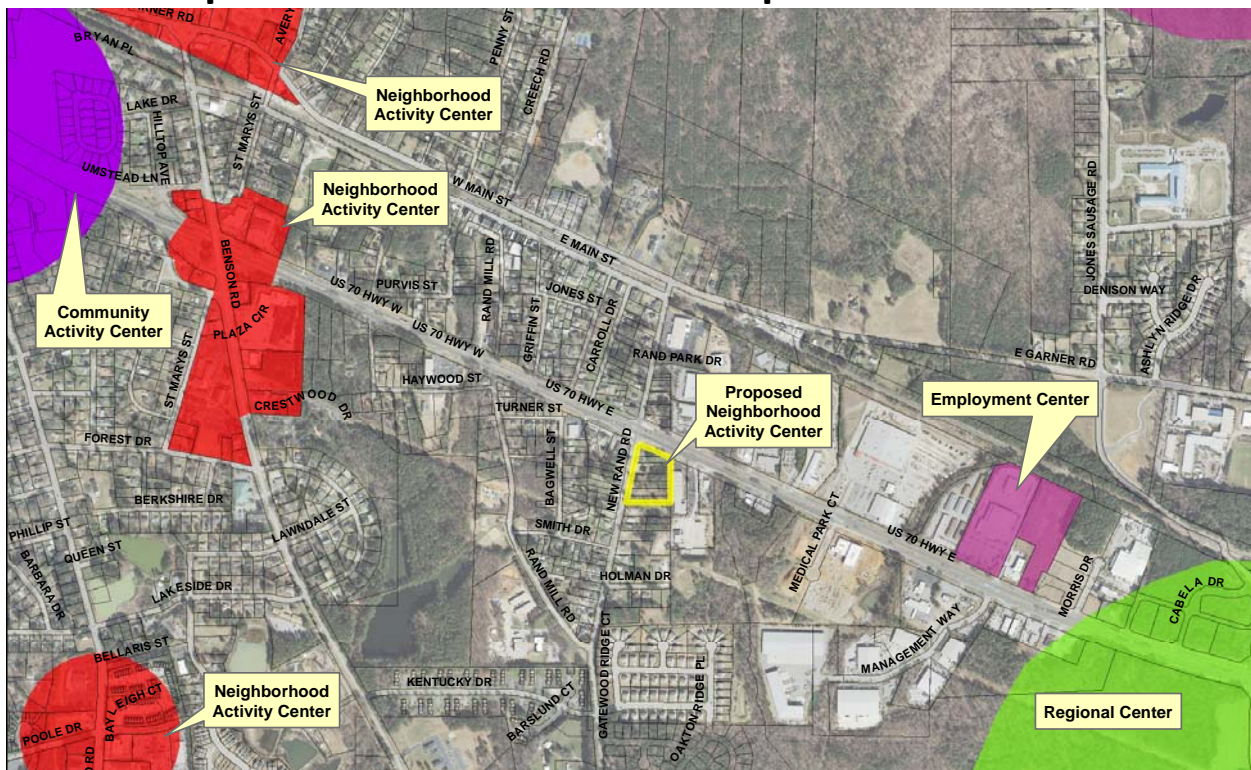 BRYAN PL
AVERY
PENNY ST
CREECH RD
LAKE DR
HILLTOP AVE
ST MARYS ST
UMSTEAD LN
Neighborhood
Activity Center
Neighborhood
Activity Center
W MAIN ST
E MAIN ST
JONES SAUSAGE RD
DENISON WAY
ASHLYN RIDGE DR
E GARNER RD
Community
Activity Center
BENSON RD
PLAZA CIR
ST MARYS ST
US 70 HWY W
US 70 HWY W
PURVIS ST
RAND MILL RD
JONES ST
GRIFFIN ST
CARROLL DR
RAND PARK DR
HAYWOOD ST
US 70 HWY E
TURNER ST
Proposed
Neighborhood
Activity Center
Employment Center
CRESTWOOD DR
FOREST DR
BERKSHIRE DR
LAWNDALE ST
BAGWELL ST
NEW RAND RD
SMITH DR
RAND MILL RD
HOLMAN DR
MEDICAL PARK CT
US 70 HWY E
MORRIS DR
CABELA DR
MANAGEMENT WAY
PHILLIP ST
QUEEN ST
BARBARA DR
LAKESIDE DR
BELLARIS ST
BAYLEIGH CT
POOLE DR
Neighborhood
Activity Center
KENTUCKY DR
BARSLUND CT
GATEWOOD RIDGE CT
OAKTON RIDGE PL
Regional Center